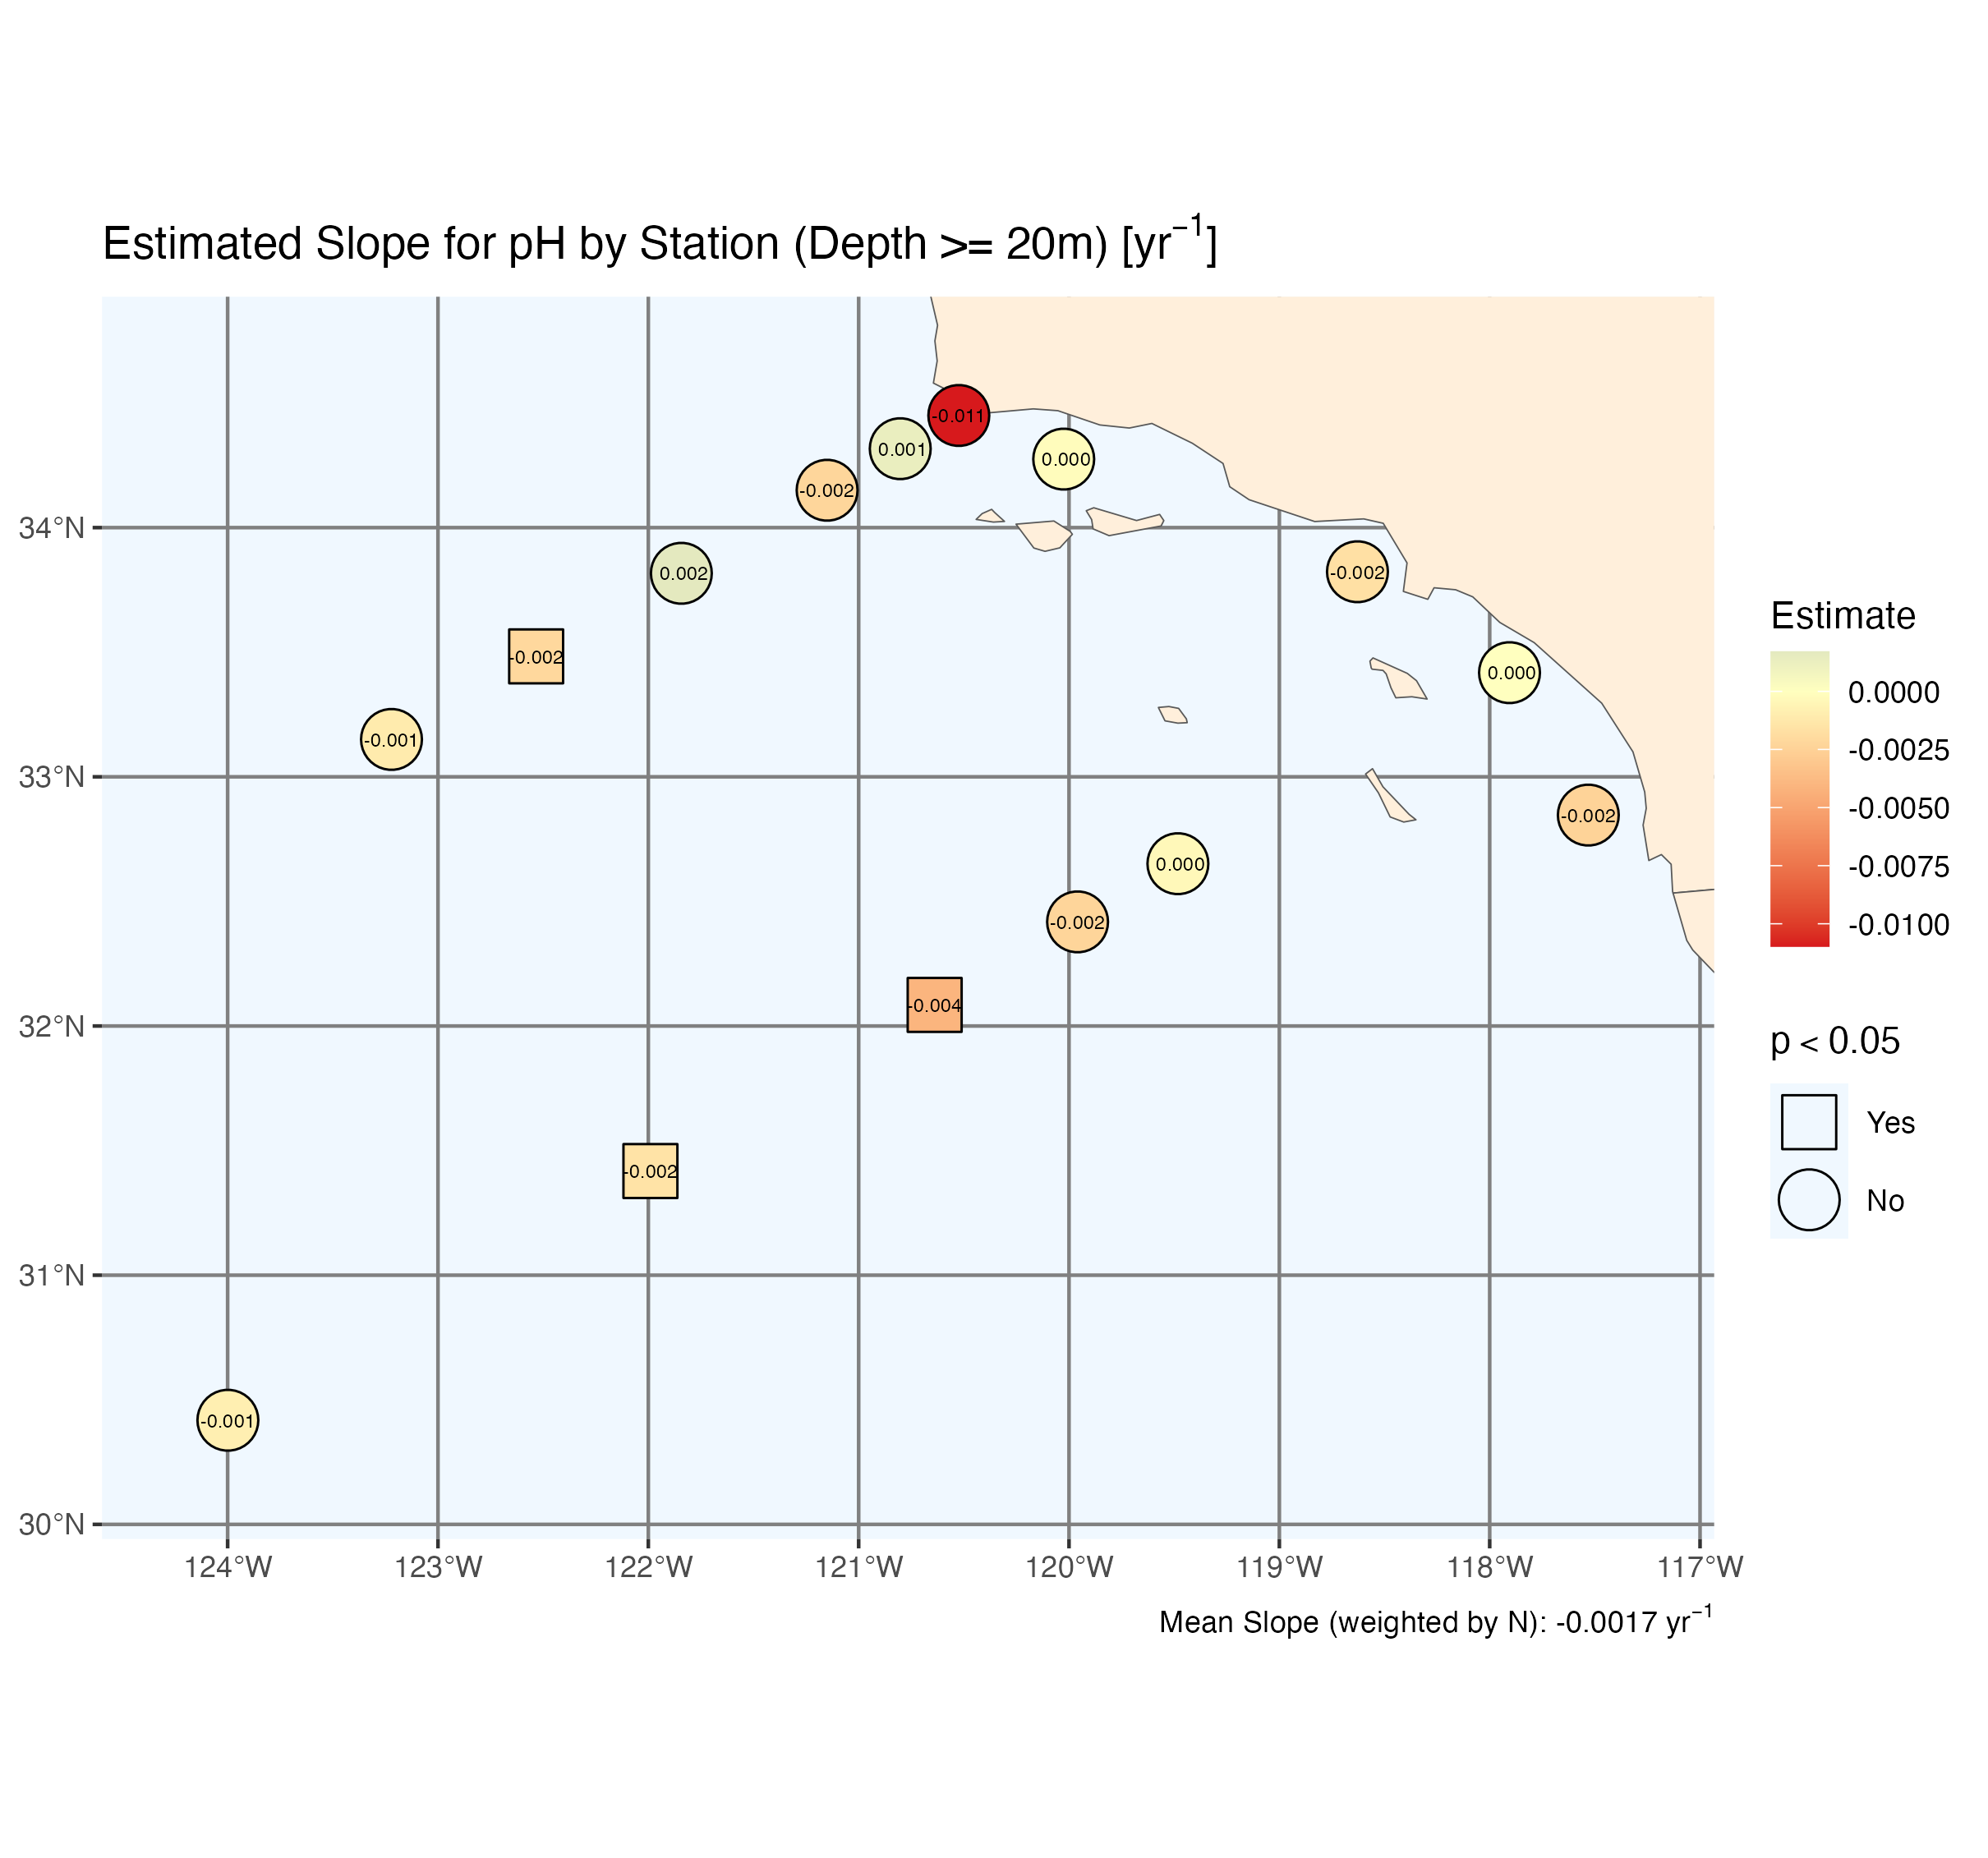 Estimated Slope for pH by Station (Depth >= 20m) [yr⁻¹]
-0.011
0.001
0.000
-0.002
34°N
0.002
-0.002
-0.002
0.000
-0.001
33°N
-0.002
0.000
-0.002
-0.004
32°N
-0.002
31°N
-0.001
30°N
124°W 123°W 122°W 121°W 120°W 119°W 118°W 117°W
Mean Slope (weighted by N): -0.0017 yr⁻¹
Estimate
0.0000
-0.0025
-0.0050
-0.0075
-0.0100
p < 0.05
Yes
No